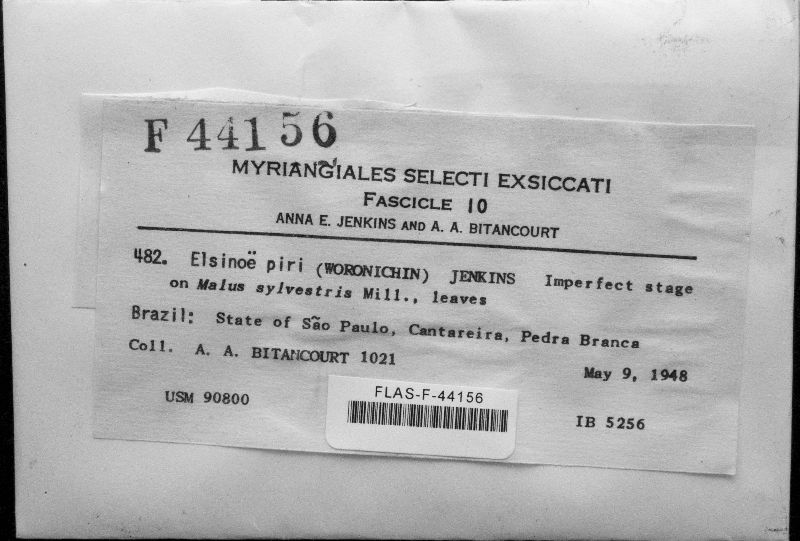 F 44156
MYRIANGIALES SELECTI EXSICCATI
FASCICLE 10
ANNA E. JENKINS AND A. A. BITANCOURT
482. Elsinoë piri (WORONICHIN) JENKINS Imperfect stage
on Malus sylvestris Mill., leaves
Brazil: State of São Paulo, Cantareira, Pedra Branca
Coll. A. A. BITANCOURT 1021
May 9, 1948
USM 90800
FLAS-F-44156
IB 5256